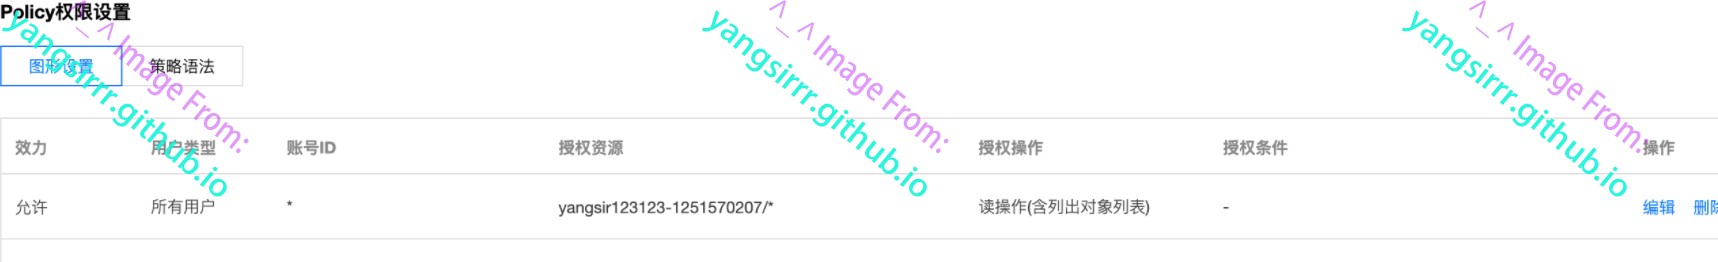 Policy权限设置
图形设置 策略语法
效力 用户类型 账号ID 授权资源 授权操作 授权条件 操作
允许 所有用户 * yangsir123123-1251570207/* 读操作(含列出对象列表) - 编辑 删除
^_^ Image From:
yangsirrr.github.io
^_^ Image From:
yangsirrr.github.io
^_^ Image From:
yangsirrr.github.io